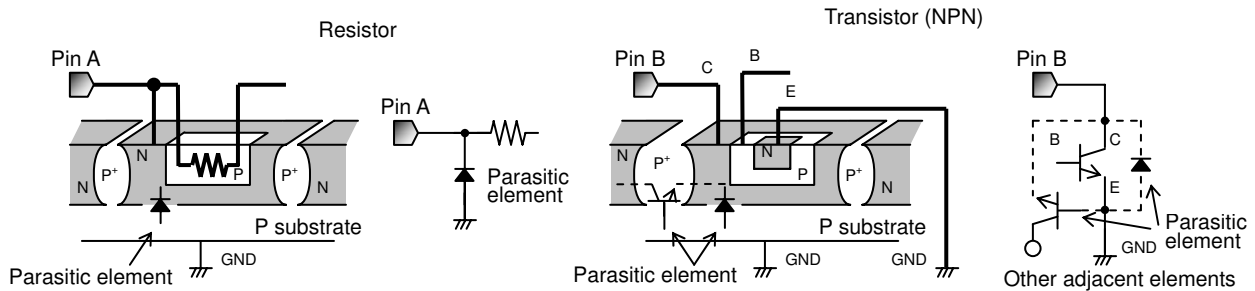 Resistor
Pin A
N
P
N
P⁺
P⁺
N
P substrate
GND
Parasitic element
Pin A
Parasitic
element
Transistor (NPN)
Pin B
C
B
E
N
N
P⁺
P
P⁺
N
P substrate
GND
GND
Parasitic element
Pin B
B
C
E
GND
Parasitic
element
Other adjacent elements